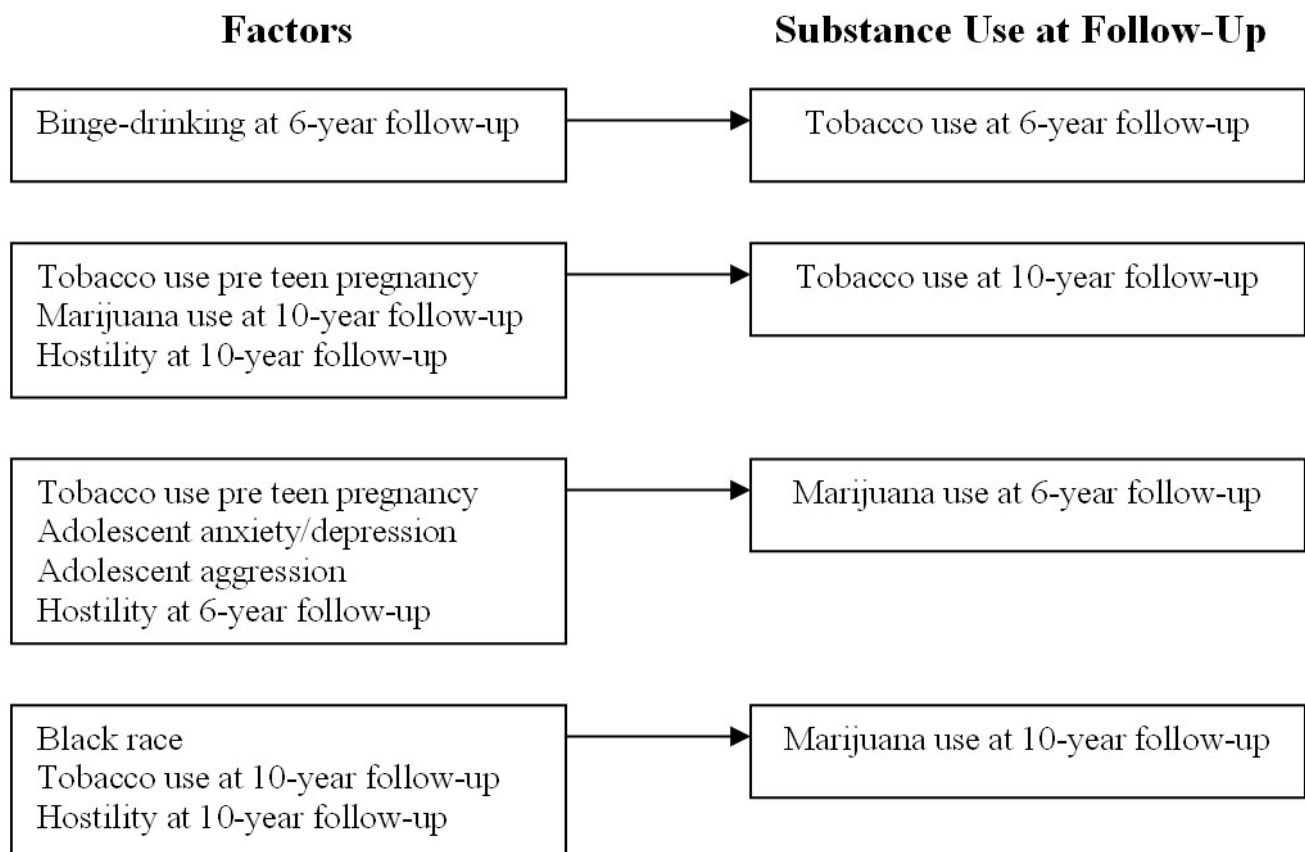 Factors
Substance Use at Follow-Up
Binge-drinking at 6-year follow-up
Tobacco use at 6-year follow-up
Tobacco use pre teen pregnancy
Marijuana use at 10-year follow-up
Hostility at 10-year follow-up
Tobacco use at 10-year follow-up
Tobacco use pre teen pregnancy
Adolescent anxiety/depression
Adolescent aggression
Hostility at 6-year follow-up
Marijuana use at 6-year follow-up
Black race
Tobacco use at 10-year follow-up
Hostility at 10-year follow-up
Marijuana use at 10-year follow-up